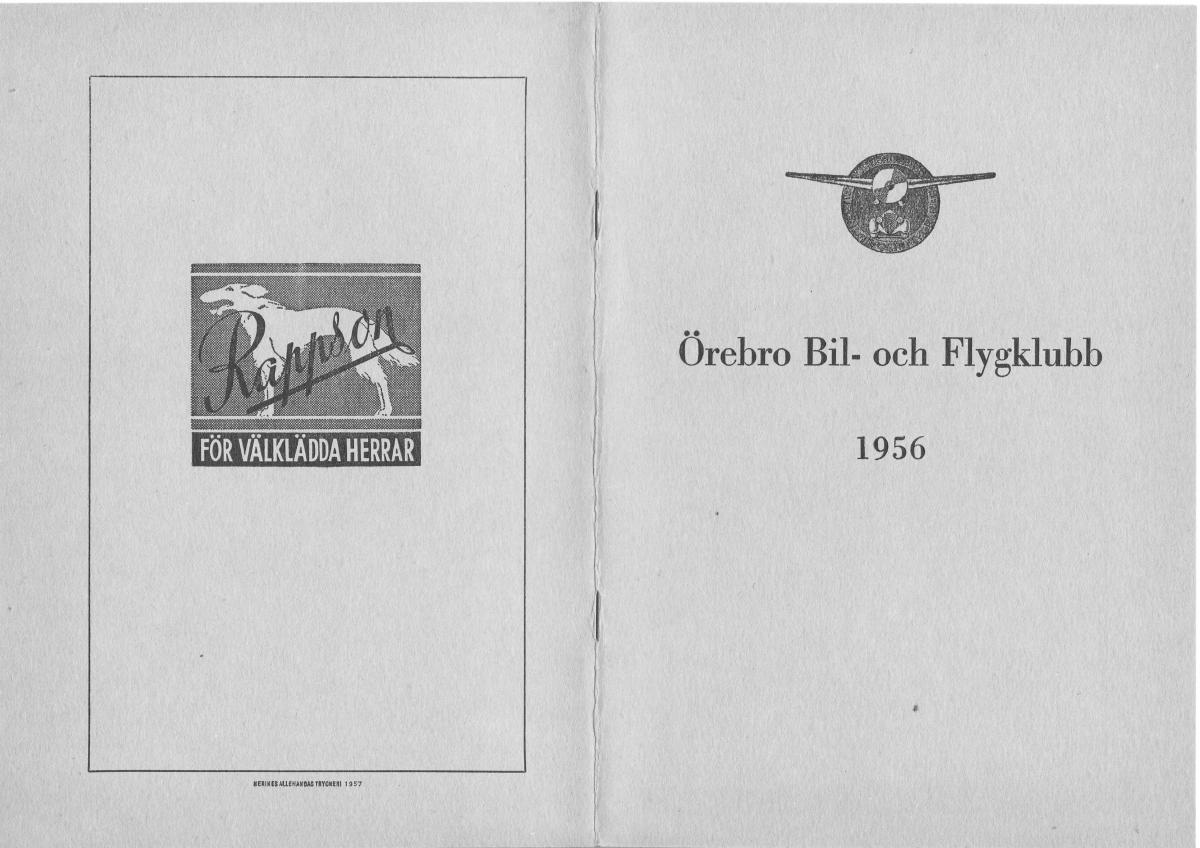 Rappson
FÖR VÄLKLÄDDA HERRAR
NERIKES ALLEHANDAS TRYCKERI 1957
Örebro Bil- och Flygklubb
1956